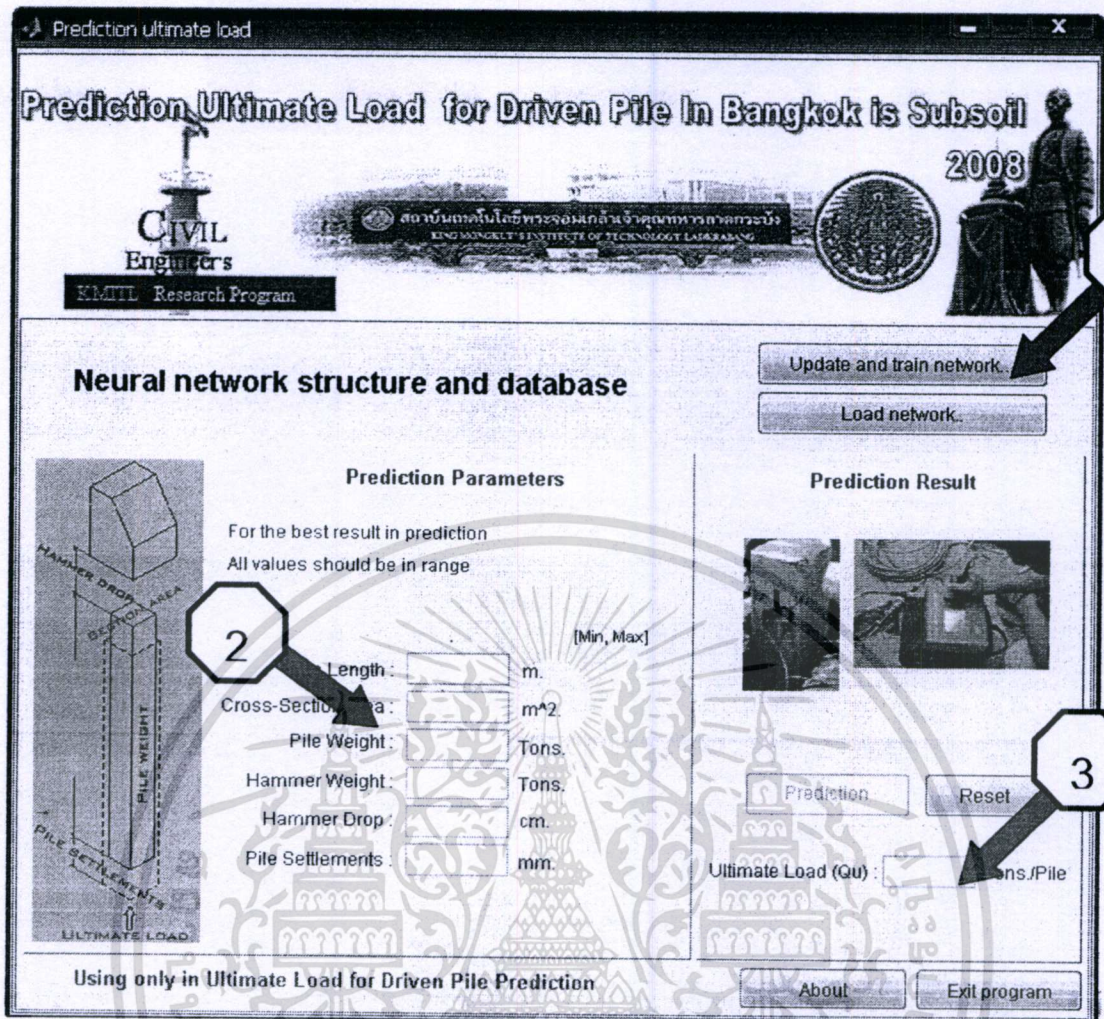 Prediction ultimate load
Prediction Ultimate Load for Driven Pile In Bangkok is Subsoil
2008
CIVIL
Engineers
KMITL Research Program
สถาบันเทคโนโลยีพระจอมเกล้าเจ้าคุณทหารลาดกระบัง
KING MONGKUT'S INSTITUTE OF TECHNOLOGY LADKRABANG
Neural network structure and database
Update and train network..
Load network..
Prediction Parameters
For the best result in prediction
All values should be in range
[Min, Max]
2
Length : m.
Cross-Section m^2.
Pile Weight : Tons.
Hammer Weight : Tons.
Hammer Drop : cm.
Pile Settlements : mm.
HAMMER DROP
SECTION AREA
PILE WEIGHT
PILE SETTLEMENTS
ULTIMATE LOAD
Prediction Result
Prediction
Reset
3
Ultimate Load (Qu) : ns./Pile
Using only in Ultimate Load for Driven Pile Prediction
About
Exit program